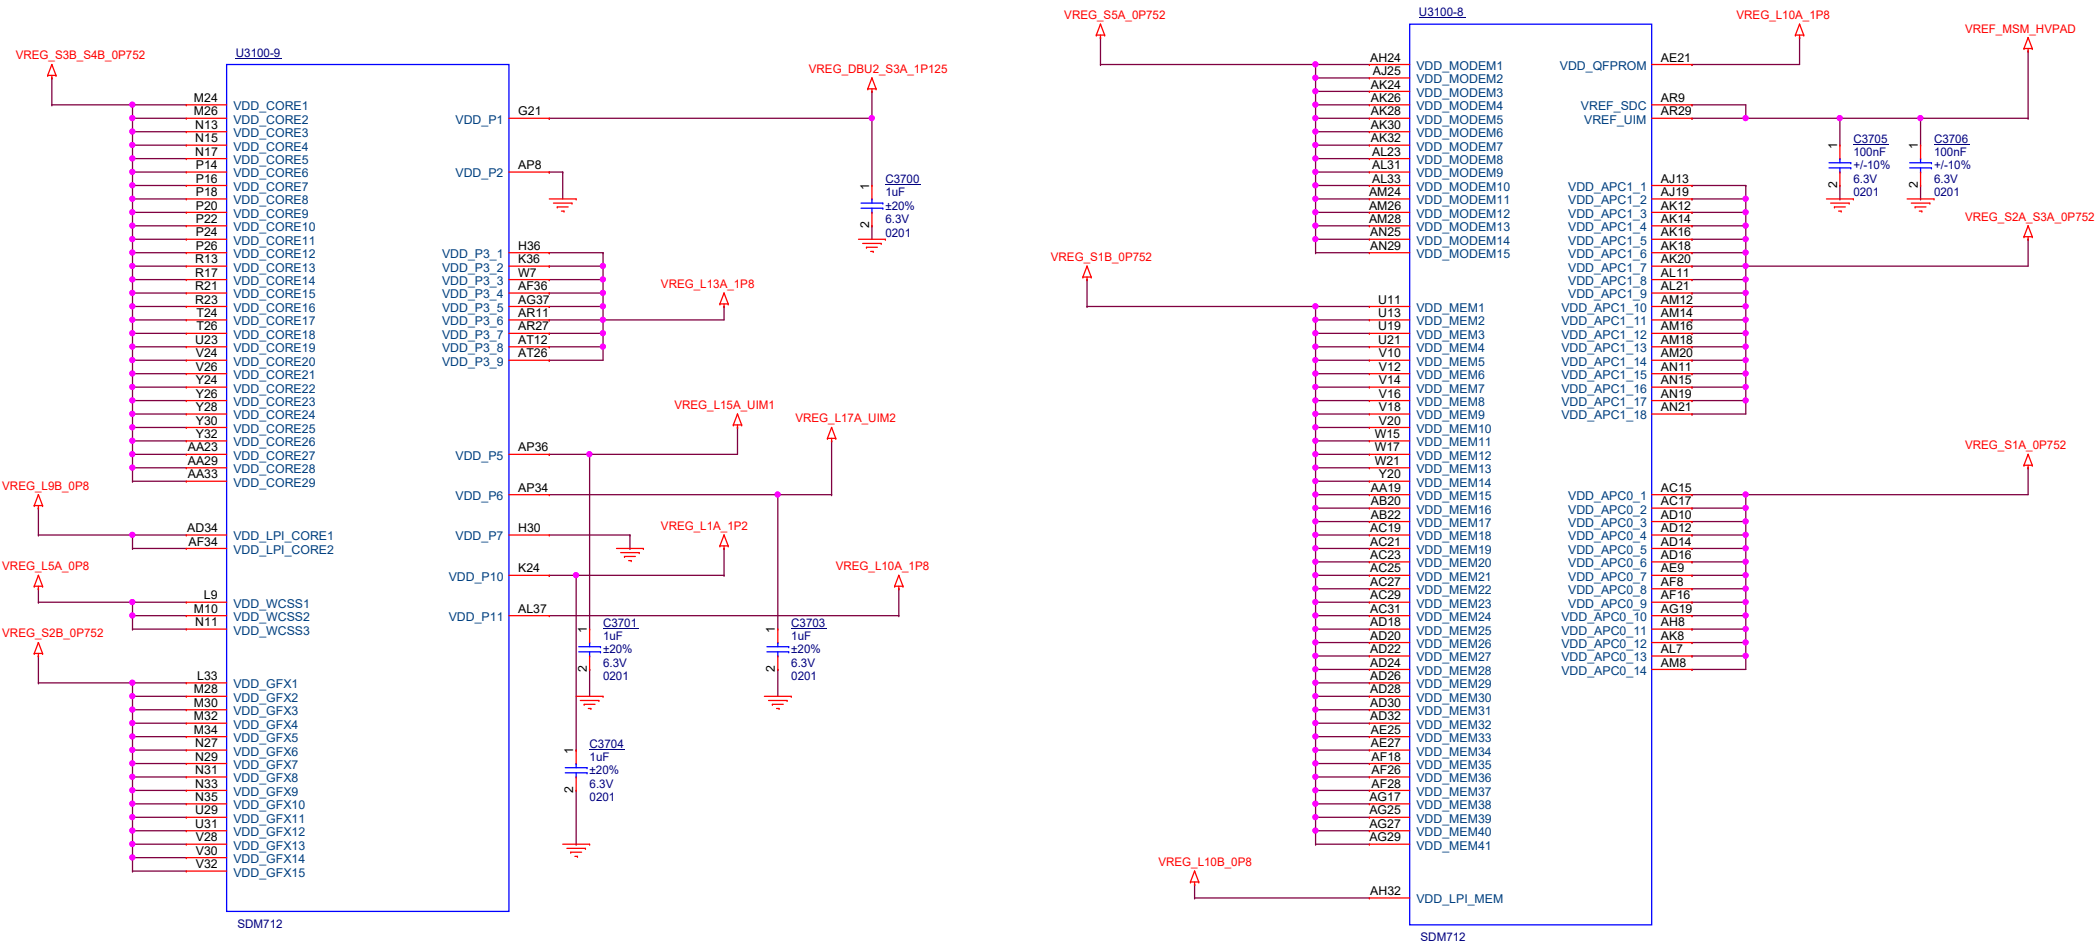 U3100-9
VREG_S3B_S4B_0P752
M24 VDD_CORE1
M26 VDD_CORE2
N13 VDD_CORE3
N15 VDD_CORE4
N17 VDD_CORE5
P14 VDD_CORE6
P16 VDD_CORE7
P18 VDD_CORE8
P20 VDD_CORE9
P22 VDD_CORE10
P24 VDD_CORE11
P26 VDD_CORE12
R13 VDD_CORE13
R17 VDD_CORE14
R21 VDD_CORE15
R23 VDD_CORE16
T24 VDD_CORE17
T26 VDD_CORE18
U23 VDD_CORE19
V24 VDD_CORE20
V26 VDD_CORE21
Y24 VDD_CORE22
Y26 VDD_CORE23
Y28 VDD_CORE24
Y30 VDD_CORE25
Y32 VDD_CORE26
AA23 VDD_CORE27
AA29 VDD_CORE28
AA33 VDD_CORE29
VREG_L9B_0P8
AD34 VDD_LPI_CORE1
AF34 VDD_LPI_CORE2
VREG_L5A_0P8
L9 VDD_WCSS1
M10 VDD_WCSS2
N11 VDD_WCSS3
VREG_S2B_0P752
L33 VDD_GFX1
M28 VDD_GFX2
M30 VDD_GFX3
M32 VDD_GFX4
M34 VDD_GFX5
N27 VDD_GFX6
N29 VDD_GFX7
N31 VDD_GFX8
N33 VDD_GFX9
N35 VDD_GFX10
U29 VDD_GFX11
U31 VDD_GFX12
V28 VDD_GFX13
V30 VDD_GFX14
V32 VDD_GFX15
SDM712
VREG_DBU2_S3A_1P125
VDD_P1 G21
VDD_P2 AP8
1
C3700
1uF
±20%
6.3V
0201
2
VDD_P3_1 H36
VDD_P3_2 K36
VDD_P3_3 W7
VDD_P3_4 AF36
VDD_P3_5 AG37
VDD_P3_6 AR11
VDD_P3_7 AR27
VDD_P3_8 AT12
VDD_P3_9 AT26
VREG_L13A_1P8
VREG_L15A_UIM1
VREG_L17A_UIM2
VDD_P5 AP36
VDD_P6 AP34
VREG_L1A_1P2
VDD_P7 H30
VREG_L10A_1P8
VDD_P10 K24
VDD_P11 AL37
1
C3701
1uF
±20%
6.3V
0201
2
1
C3703
1uF
±20%
6.3V
0201
2
1
C3704
1uF
±20%
6.3V
0201
2
U3100-8
VREG_S5A_0P752
AH24 VDD_MODEM1
AJ25 VDD_MODEM2
AK24 VDD_MODEM3
AK26 VDD_MODEM4
AK28 VDD_MODEM5
AK30 VDD_MODEM6
AK32 VDD_MODEM7
AL23 VDD_MODEM8
AL31 VDD_MODEM9
AL33 VDD_MODEM10
AM24 VDD_MODEM11
AM26 VDD_MODEM12
AM28 VDD_MODEM13
AN25 VDD_MODEM14
AN29 VDD_MODEM15
VREG_S1B_0P752
U11 VDD_MEM1
U13 VDD_MEM2
U19 VDD_MEM3
U21 VDD_MEM4
V10 VDD_MEM5
V12 VDD_MEM6
V14 VDD_MEM7
V16 VDD_MEM8
V18 VDD_MEM9
V20 VDD_MEM10
W15 VDD_MEM11
W17 VDD_MEM12
W21 VDD_MEM13
Y20 VDD_MEM14
AA19 VDD_MEM15
AB20 VDD_MEM16
AB22 VDD_MEM17
AC19 VDD_MEM18
AC21 VDD_MEM19
AC23 VDD_MEM20
AC25 VDD_MEM21
AC27 VDD_MEM22
AC29 VDD_MEM23
AC31 VDD_MEM24
AD18 VDD_MEM25
AD20 VDD_MEM26
AD22 VDD_MEM27
AD24 VDD_MEM28
AD26 VDD_MEM29
AD28 VDD_MEM30
AD30 VDD_MEM31
AD32 VDD_MEM32
AE25 VDD_MEM33
AE27 VDD_MEM34
AF18 VDD_MEM35
AF26 VDD_MEM36
AF28 VDD_MEM37
AG17 VDD_MEM38
AG25 VDD_MEM39
AG27 VDD_MEM40
AG29 VDD_MEM41
VREG_L10B_0P8
AH32 VDD_LPI_MEM
SDM712
VREG_L10A_1P8
VREF_MSM_HVPAD
VDD_QFPROM AE21
VREF_SDC AR9
VREF_UIM AR29
1
C3705
100nF
+/-10%
6.3V
0201
2
1
C3706
100nF
+/-10%
6.3V
0201
2
VDD_APC1_1 AJ13
VDD_APC1_2 AJ19
VDD_APC1_3 AK12
VDD_APC1_4 AK14
VDD_APC1_5 AK16
VDD_APC1_6 AK18
VDD_APC1_7 AK20
VDD_APC1_8 AL11
VDD_APC1_9 AL21
VDD_APC1_10 AM12
VDD_APC1_11 AM14
VDD_APC1_12 AM16
VDD_APC1_13 AM18
VDD_APC1_14 AM20
VDD_APC1_15 AN11
VDD_APC1_16 AN15
VDD_APC1_17 AN19
VDD_APC1_18 AN21
VREG_S2A_S3A_0P752
VREG_S1A_0P752
VDD_APC0_1 AC15
VDD_APC0_2 AC17
VDD_APC0_3 AD10
VDD_APC0_4 AD12
VDD_APC0_5 AD14
VDD_APC0_6 AD16
VDD_APC0_7 AE9
VDD_APC0_8 AF8
VDD_APC0_9 AF16
VDD_APC0_10 AG19
VDD_APC0_11 AH8
VDD_APC0_12 AK8
VDD_APC0_13 AL7
VDD_APC0_14 AM8